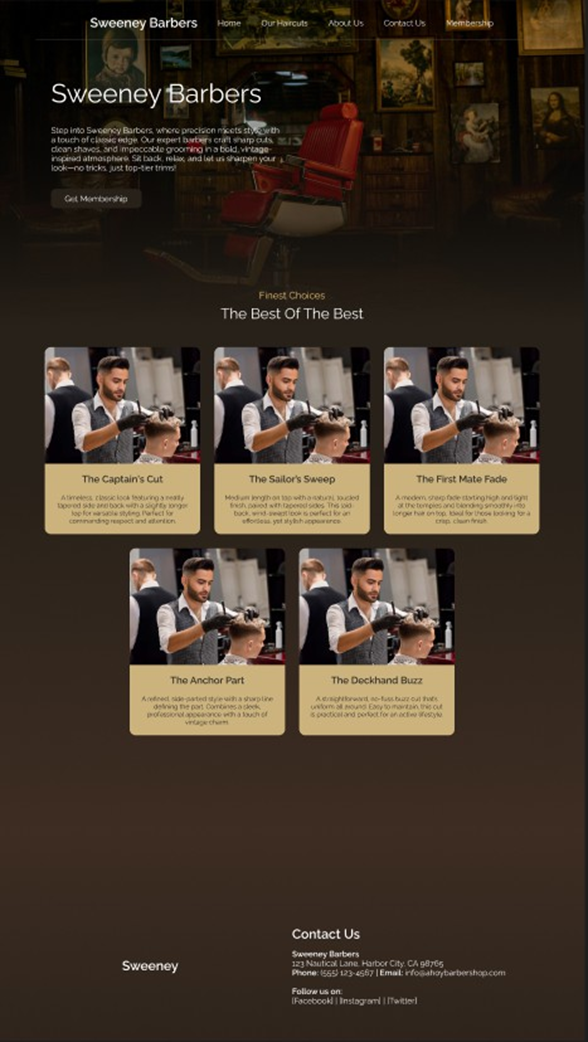 Sweeney Barbers
Home
Our Haircuts
About Us
Contact Us
Membership
Sweeney Barbers
Step into Sweeney Barbers, where precision meets style with
a touch of classic edge. Our expert barbers craft sharp cuts,
clean shaves, and impeccable grooming in a bold, vintage-
inspired atmosphere. Sit back, relax, and let us sharpen your
look—no tricks, just top-tier trims!
Get Membership
Finest Choices
The Best Of The Best
The Captain's Cut
A timeless, classic look featuring a neatly
tapered side and back with a slightly longer
top for versatile styling. Perfect for
commanding respect and attention.
The Sailor's Sweep
Medium length on top with a natural, tousled
finish, paired with tapered sides. This laid-
back, wind-swept look is perfect for an
effortless, yet stylish appearance.
The First Mate Fade
A modern, sharp fade starting high and tight
at the temples and blending smoothly into
longer hair on top. Ideal for those looking for a
crisp, clean finish.
The Anchor Part
A refined, side-parted style with a sharp line
defining the part. Combines a sleek,
professional appearance with a touch of
vintage charm.
The Deckhand Buzz
A straightforward, no-fuss buzz cut that's
uniform all around. Easy to maintain, this cut
is practical and perfect for an active lifestyle.
Sweeney
Contact Us
Sweeney Barbers
123 Nautical Lane, Harbor City, CA 98765
Phone: (555) 123-4567 | Email: info@ahoybarbershop.com
Follow us on:
[Facebook] | [Instagram] | [Twitter]